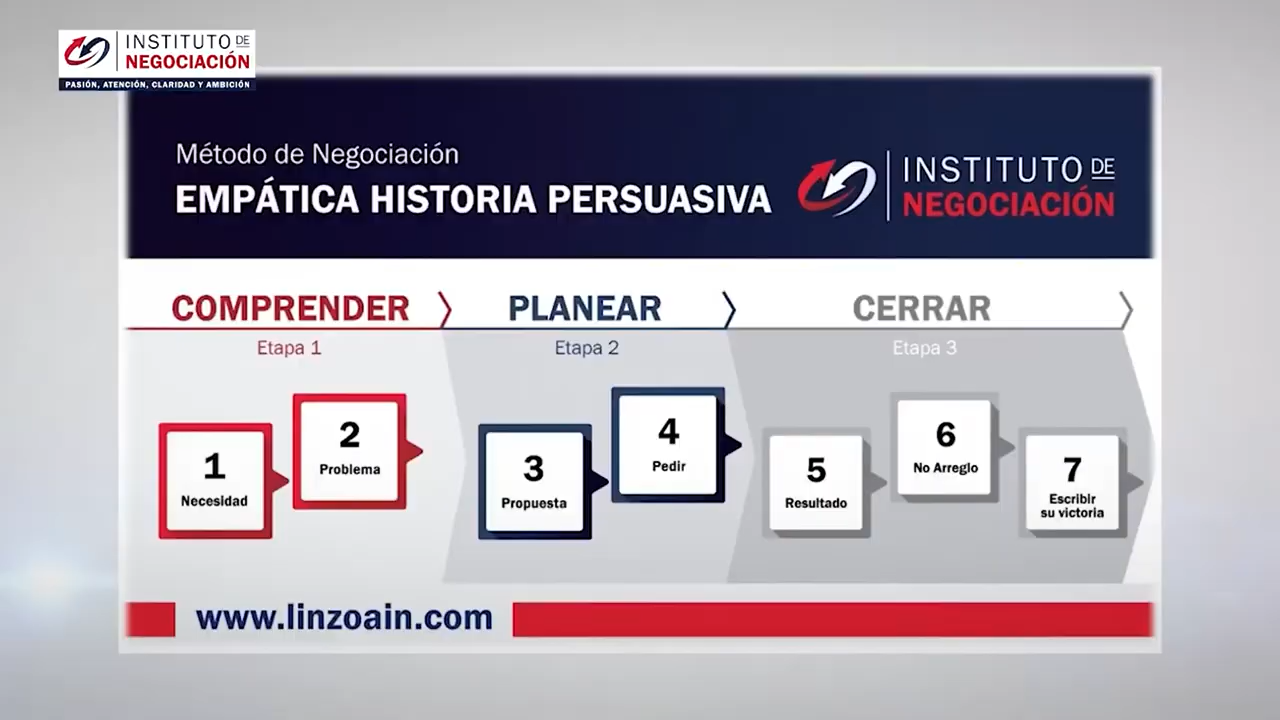 INSTITUTO DE
NEGOCIACIÓN
PASIÓN, ATENCIÓN, CLARIDAD Y AMBICIÓN
Método de Negociación
EMPÁTICA HISTORIA PERSUASIVA
INSTITUTO DE
NEGOCIACIÓN
COMPRENDER
Etapa 1
1
Necesidad
2
Problema
PLANEAR
Etapa 2
3
Propuesta
4
Pedir
CERRAR
Etapa 3
5
Resultado
6
No Arreglo
7
Escribir
su victoria
www.linzoain.com